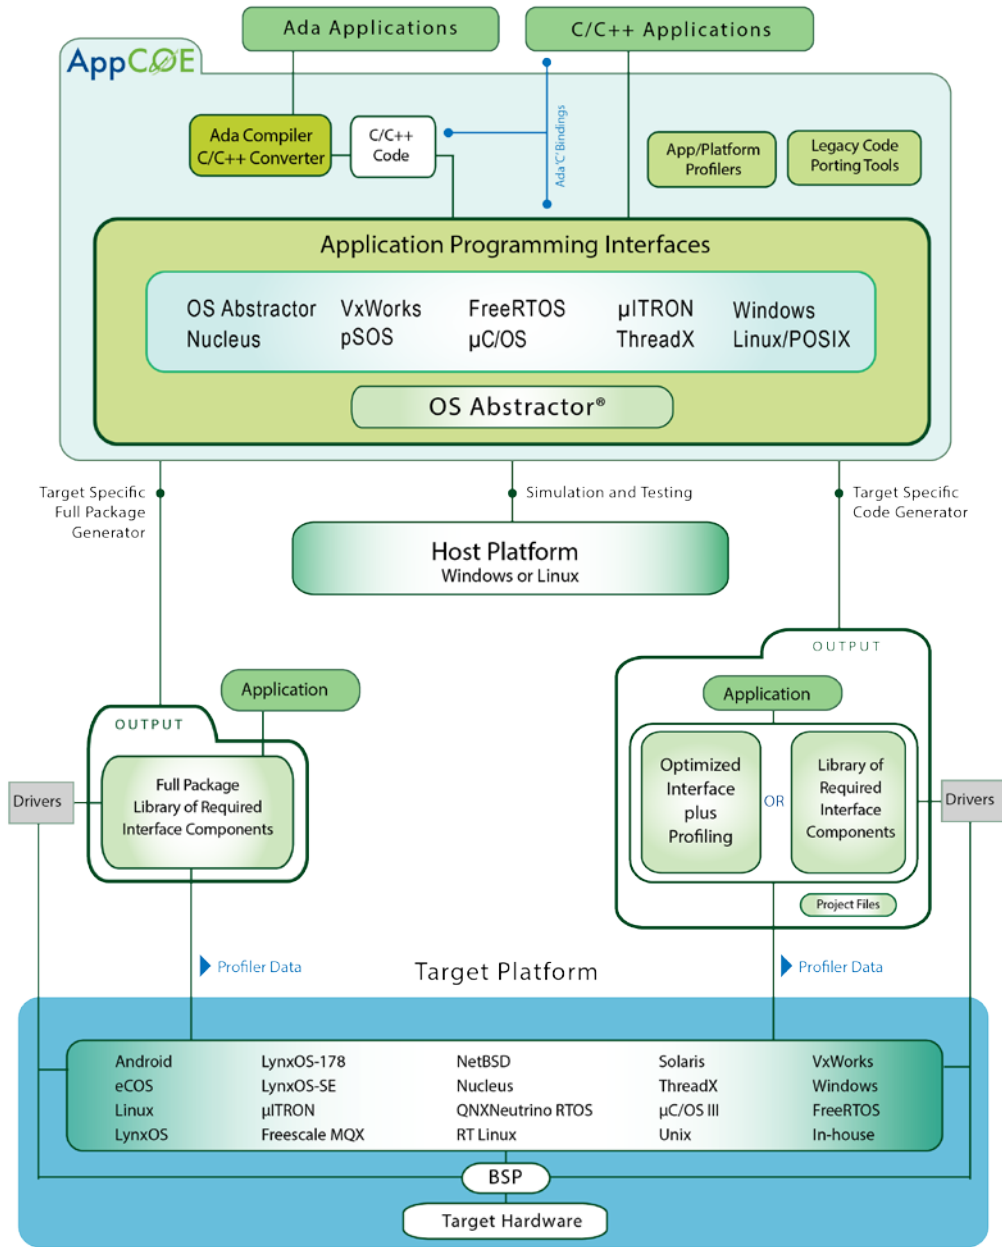 Ada Applications
C/C++ Applications
AppCOE
Ada Compiler
C/C++ Converter
C/C++
Code
Ada 'C' Bindings
App/Platform
Profilers
Legacy Code
Porting Tools
Application Programming Interfaces
OS Abstractor VxWorks FreeRTOS µITRON Windows
Nucleus pSOS µC/OS ThreadX Linux/POSIX
OS Abstractor®
Target Specific
Full Package
Generator
Simulation and Testing
Target Specific
Code Generator
Host Platform
Windows or Linux
OUTPUT
Application
Full Package
Library of Required
Interface Components
Drivers
OUTPUT
Application
Optimized
Interface
plus
Profiling
OR
Library of
Required
Interface
Components
Drivers
Project Files
Profiler Data
Target Platform
Profiler Data
Android LynxOS-178 NetBSD Solaris VxWorks
eCOS LynxOS-SE Nucleus ThreadX Windows
Linux µITRON QNXNeutrino RTOS µC/OS III FreeRTOS
LynxOS Freescale MQX RT Linux Unix In-house
BSP
Target Hardware